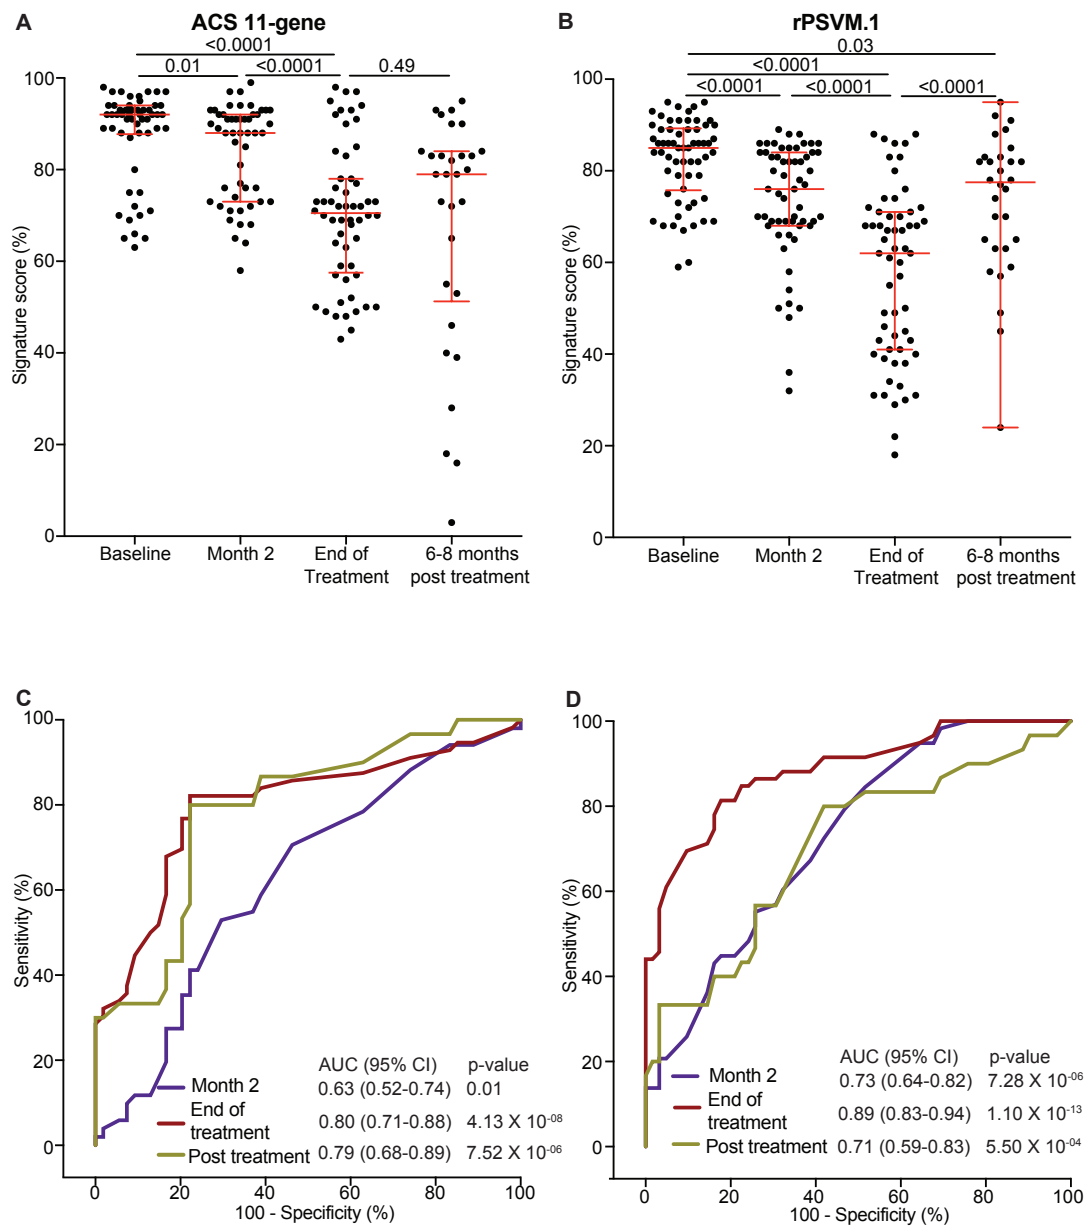 A
ACS 11-gene
<0.0001
0.01
<0.0001
0.49
100
80
60
40
20
0
Signature score (%)
Baseline
Month 2
End of
Treatment
6-8 months
post treatment
B
rPSVM.1
0.03
<0.0001
<0.0001
<0.0001
<0.0001
100
80
60
40
20
0
Signature score (%)
Baseline
Month 2
End of
Treatment
6-8 months
post treatment
C
100
80
60
40
20
0
Sensitivity (%)
AUC (95% CI) p-value
Month 2 0.63 (0.52-0.74) 0.01
End of
treatment 0.80 (0.71-0.88) 4.13 X 10-08
Post treatment 0.79 (0.68-0.89) 7.52 X 10-06
0 20 40 60 80 100
100 - Specificity (%)
D
100
80
60
40
20
0
Sensitivity (%)
AUC (95% CI) p-value
Month 2 0.73 (0.64-0.82) 7.28 X 10-06
End of
treatment 0.89 (0.83-0.94) 1.10 X 10-13
Post treatment 0.71 (0.59-0.83) 5.50 X 10-04
0 20 40 60 80 100
100 - Specificity (%)